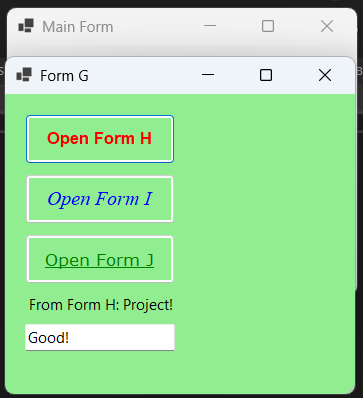 Main Form
Form G
Open Form H
Open Form I
Open Form J
From Form H: Project!
Good!